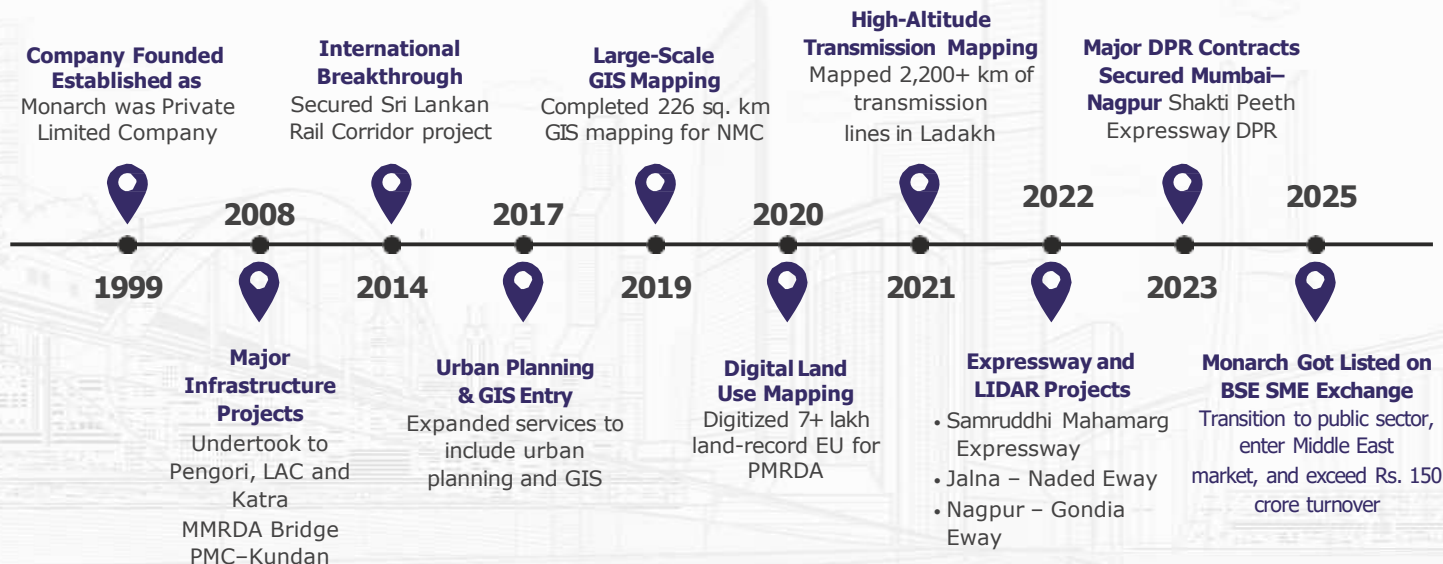 Company Founded
Established as
Monarch was Private
Limited Company
1999
2008
Major
Infrastructure
Projects
Undertook to
Pengori, LAC and
Katra
MMRDA Bridge
PMC–Kundan
International
Breakthrough
Secured Sri Lankan
Rail Corridor project
2014
2017
Urban Planning
& GIS Entry
Expanded services to
include urban
planning and GIS
Large-Scale
GIS Mapping
Completed 226 sq. km
GIS mapping for NMC
2019
2020
Digital Land
Use Mapping
Digitized 7+ lakh
land-record EU for
PMRDA
High-Altitude
Transmission Mapping
Mapped 2,200+ km of
transmission
lines in Ladakh
2021
2022
Expressway and
LIDAR Projects
• Samruddhi Mahamarg
Expressway
• Jalna – Naded Eway
• Nagpur – Gondia
Eway
Major DPR Contracts
Secured Mumbai–
Nagpur Shakti Peeth
Expressway DPR
2023
2025
Monarch Got Listed on
BSE SME Exchange
Transition to public sector,
enter Middle East
market, and exceed Rs. 150
crore turnover